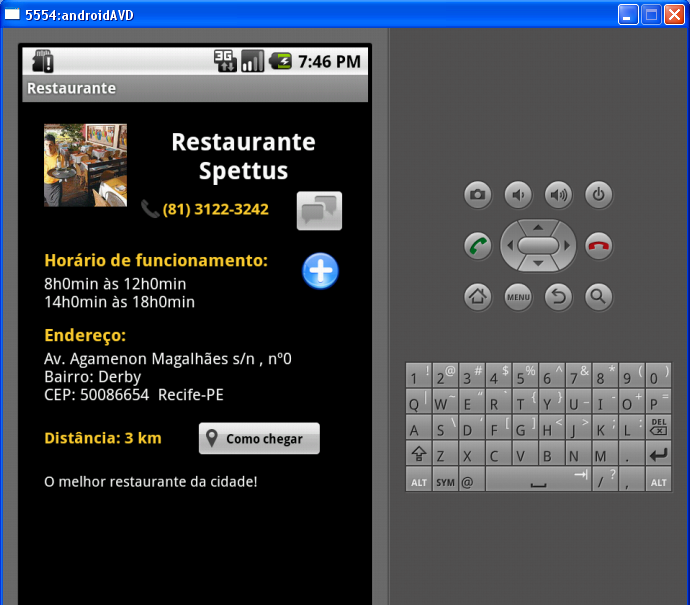 5554:androidAVD
3G 7:46 PM
Restaurante
Restaurante
Spettus
(81) 3122-3242
Horário de funcionamento:
8h0min às 12h0min
14h0min às 18h0min
Endereço:
Av. Agamenon Magalhães s/n , nº0
Bairro: Derby
CEP: 50086654  Recife-PE
Distância: 3 km
Como chegar
O melhor restaurante da cidade!
MENU
1 ! 2 @ 3 # 4 $ 5 % 6 ^ 7 & 8 * 9 ( 0 )
Q | W ~ E " R ` T { Y } U _ I - O + P =
A S \ D ' F [ G ] H < J > K ; L : DEL
Z X C V B N M .
ALT SYM @ / ? , ALT